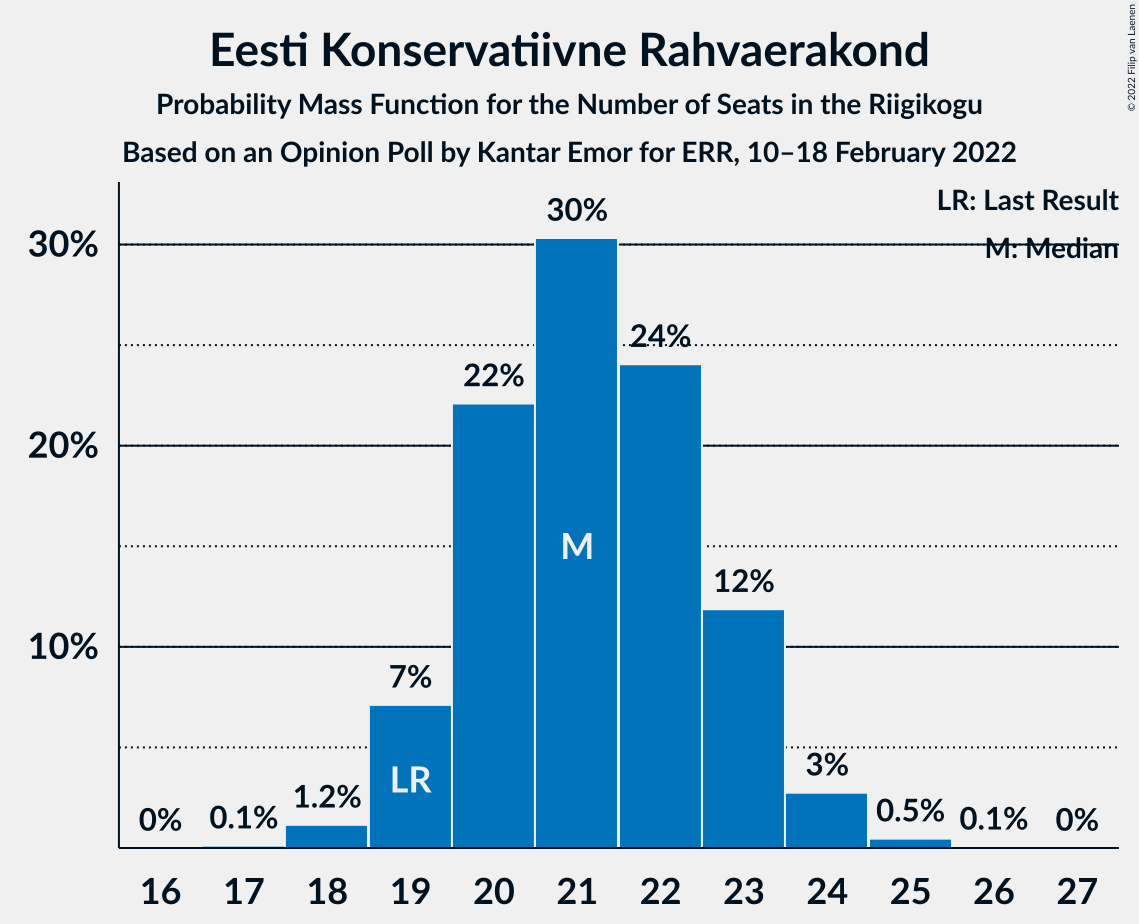 Eesti Konservatiivne Rahvaerakond
Probability Mass Function for the Number of Seats in the Riigikogu
Based on an Opinion Poll by Kantar Emor for ERR, 10–18 February 2022
© 2022 Filip van Laenen
LR: Last Result
M: Median
30%
20%
10%
0%
0.1%
1.2%
7%
22%
30%
24%
12%
3%
0.5%
0.1%
0%
LR
M
16 17 18 19 20 21 22 23 24 25 26 27